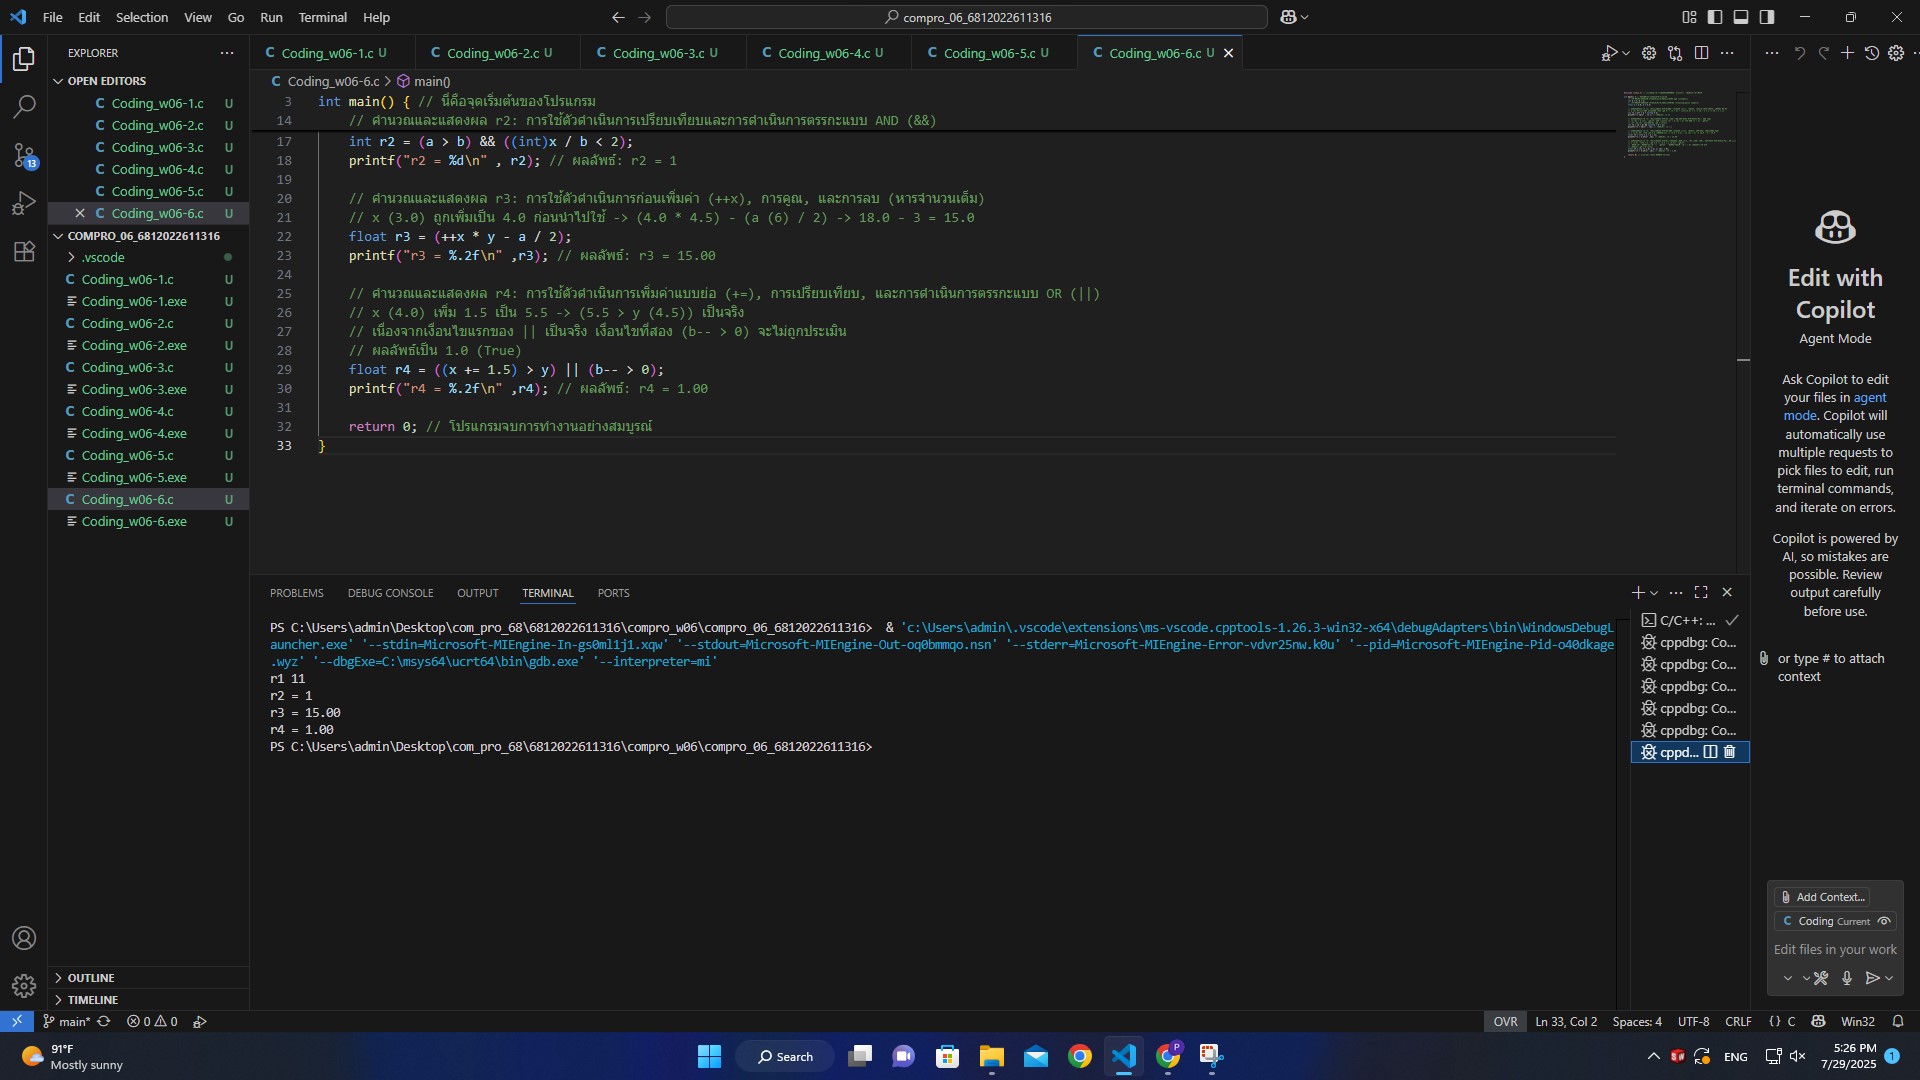 File Edit Selection View Go Run Terminal Help
compro_06_6812022611316
EXPLORER
OPEN EDITORS
Coding_w06-1.c U
Coding_w06-2.c U
Coding_w06-3.c U
Coding_w06-4.c U
Coding_w06-5.c U
Coding_w06-6.c U
COMPRO_06_6812022611316
.vscode
Coding_w06-1.c U
Coding_w06-1.exe U
Coding_w06-2.c U
Coding_w06-2.exe U
Coding_w06-3.c U
Coding_w06-3.exe U
Coding_w06-4.c U
Coding_w06-4.exe U
Coding_w06-5.c U
Coding_w06-5.exe U
Coding_w06-6.c U
Coding_w06-6.exe U
OUTLINE
TIMELINE
13
Coding_w06-1.c U Coding_w06-2.c U Coding_w06-3.c U Coding_w06-4.c U Coding_w06-5.c U Coding_w06-6.c U
Coding_w06-6.c > main()
3 int main() { // นี่คือจุดเริ่มต้นของโปรแกรม
14 // คำนวณและแสดงผล r2: การใช้ตัวดำเนินการเปรียบเทียบและการดำเนินการตรรกะแบบ AND (&&)
17 int r2 = (a > b) && ((int)x / b < 2);
18 printf("r2 = %d\n" , r2); // ผลลัพธ์: r2 = 1
19
20 // คำนวณและแสดงผล r3: การใช้ตัวดำเนินการก่อนเพิ่มค่า (++x), การคูณ, และการลบ (หารจำนวนเต็ม)
21 // x (3.0) ถูกเพิ่มเป็น 4.0 ก่อนนำไปใช้ -> (4.0 * 4.5) - (a (6) / 2) -> 18.0 - 3 = 15.0
22 float r3 = (++x * y - a / 2);
23 printf("r3 = %.2f\n" ,r3); // ผลลัพธ์: r3 = 15.00
24
25 // คำนวณและแสดงผล r4: การใช้ตัวดำเนินการเพิ่มค่าแบบย่อ (+=), การเปรียบเทียบ, และการดำเนินการตรรกะแบบ OR (||)
26 // x (4.0) เพิ่ม 1.5 เป็น 5.5 -> (5.5 > y (4.5)) เป็นจริง
27 // เนื่องจากเงื่อนไขแรกของ || เป็นจริง เงื่อนไขที่สอง (b-- > 0) จะไม่ถูกประเมิน
28 // ผลลัพธ์เป็น 1.0 (True)
29 float r4 = ((x += 1.5) > y) || (b-- > 0);
30 printf("r4 = %.2f\n" ,r4); // ผลลัพธ์: r4 = 1.00
31
32 return 0; // โปรแกรมจบการทำงานอย่างสมบูรณ์
33 }
PROBLEMS DEBUG CONSOLE OUTPUT TERMINAL PORTS
PS C:\Users\admin\Desktop\com_pro_68\6812022611316\compro_w06\compro_06_6812022611316> & 'c:\Users\admin\.vscode\extensions\ms-vscode.cpptools-1.26.3-win32-x64\debugAdapters\bin\WindowsDebugL
auncher.exe' '--stdin=Microsoft-MIEngine-In-gs0ml1j1.xqw' '--stdout=Microsoft-MIEngine-Out-oq0bmmqo.nsn' '--stderr=Microsoft-MIEngine-Error-vdvr25nw.k0u' '--pid=Microsoft-MIEngine-Pid-o40dkage
.wyz' '--dbgExe=C:\msys64\ucrt64\bin\gdb.exe' '--interpreter=mi'
r1 11
r2 = 1
r3 = 15.00
r4 = 1.00
PS C:\Users\admin\Desktop\com_pro_68\6812022611316\compro_w06\compro_06_6812022611316>
C/C++: ...
cppdbg: Co...
cppdbg: Co...
cppdbg: Co...
cppdbg: Co...
cppdbg: Co...
cppd...
Edit with
Copilot
Agent Mode
Ask Copilot to edit
your files in agent
mode. Copilot will
automatically use
multiple requests to
pick files to edit, run
terminal commands,
and iterate on errors.
Copilot is powered by
AI, so mistakes are
possible. Review
output carefully
before use.
or type # to attach
context
Add Context...
C Coding Current
Edit files in your work
main* 0 0
OVR Ln 33, Col 2 Spaces: 4 UTF-8 CRLF {} C Win32
91°F
Mostly sunny
Search
ENG
5:26 PM
7/29/2025
1